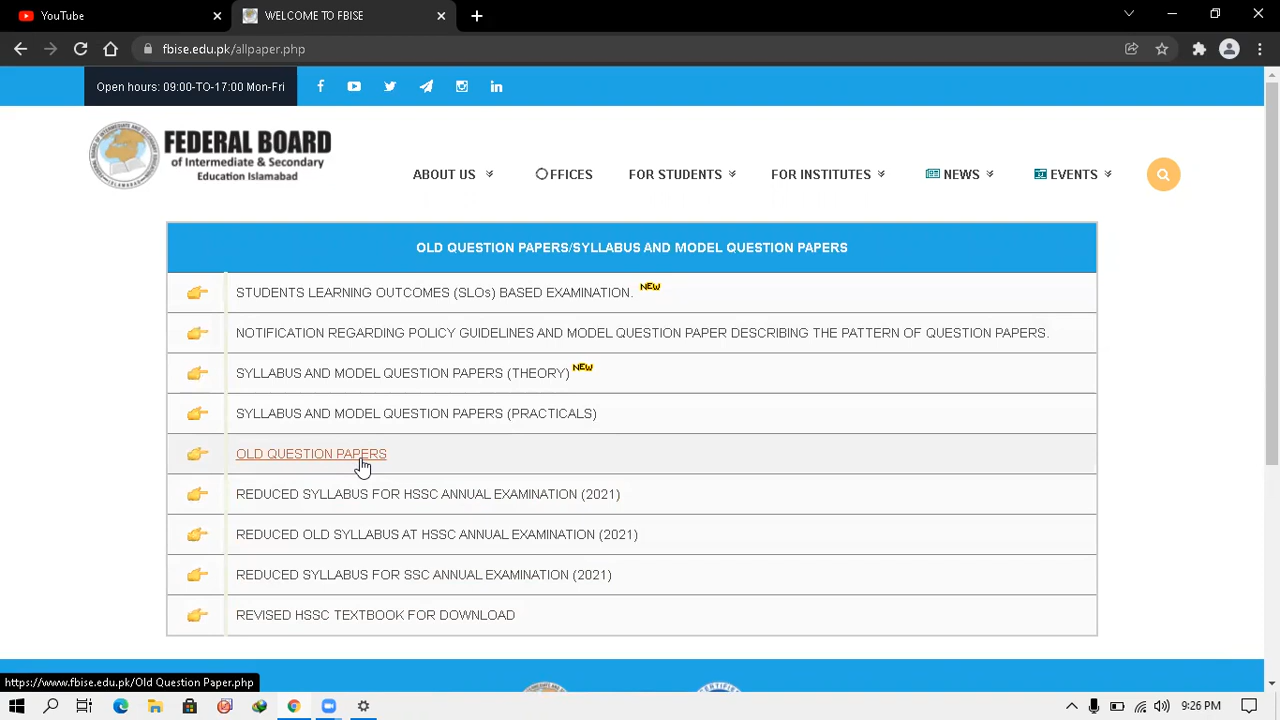 YouTube
WELCOME TO FBISE
fbise.edu.pk/allpaper.php
Open hours: 09:00-TO-17:00 Mon-Fri
FEDERAL BOARD
of Intermediate & Secondary
Education Islamabad
ABOUT US
OFFICES
FOR STUDENTS
FOR INSTITUTES
NEWS
EVENTS
OLD QUESTION PAPERS/SYLLABUS AND MODEL QUESTION PAPERS
STUDENTS LEARNING OUTCOMES (SLOs) BASED EXAMINATION. NEW
NOTIFICATION REGARDING POLICY GUIDELINES AND MODEL QUESTION PAPER DESCRIBING THE PATTERN OF QUESTION PAPERS.
SYLLABUS AND MODEL QUESTION PAPERS (THEORY) NEW
SYLLABUS AND MODEL QUESTION PAPERS (PRACTICALS)
OLD QUESTION PAPERS
REDUCED SYLLABUS FOR HSSC ANNUAL EXAMINATION (2021)
REDUCED OLD SYLLABUS AT HSSC ANNUAL EXAMINATION (2021)
REDUCED SYLLABUS FOR SSC ANNUAL EXAMINATION (2021)
REVISED HSSC TEXTBOOK FOR DOWNLOAD
https://www.fbise.edu.pk/Old Question Paper.php
9:26 PM